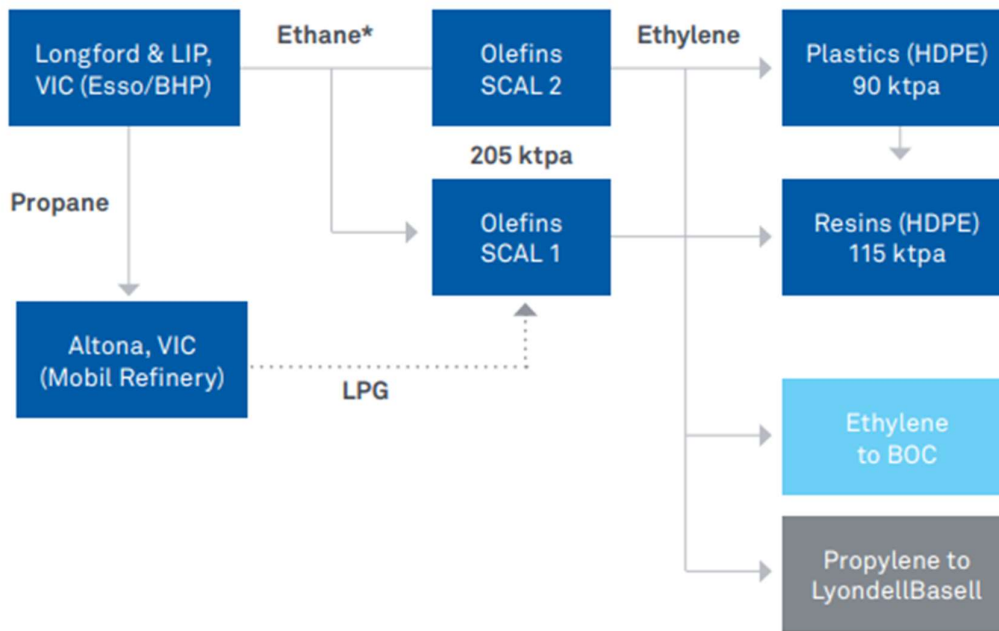 Longford & LIP,
VIC (Esso/BHP)
Ethane*
Olefins
SCAL 2
Ethylene
Plastics (HDPE)
90 ktpa
205 ktpa
Propane
Olefins
SCAL 1
Resins (HDPE)
115 ktpa
Altona, VIC
(Mobil Refinery)
LPG
Ethylene
to BOC
Propylene to
LyondellBasell